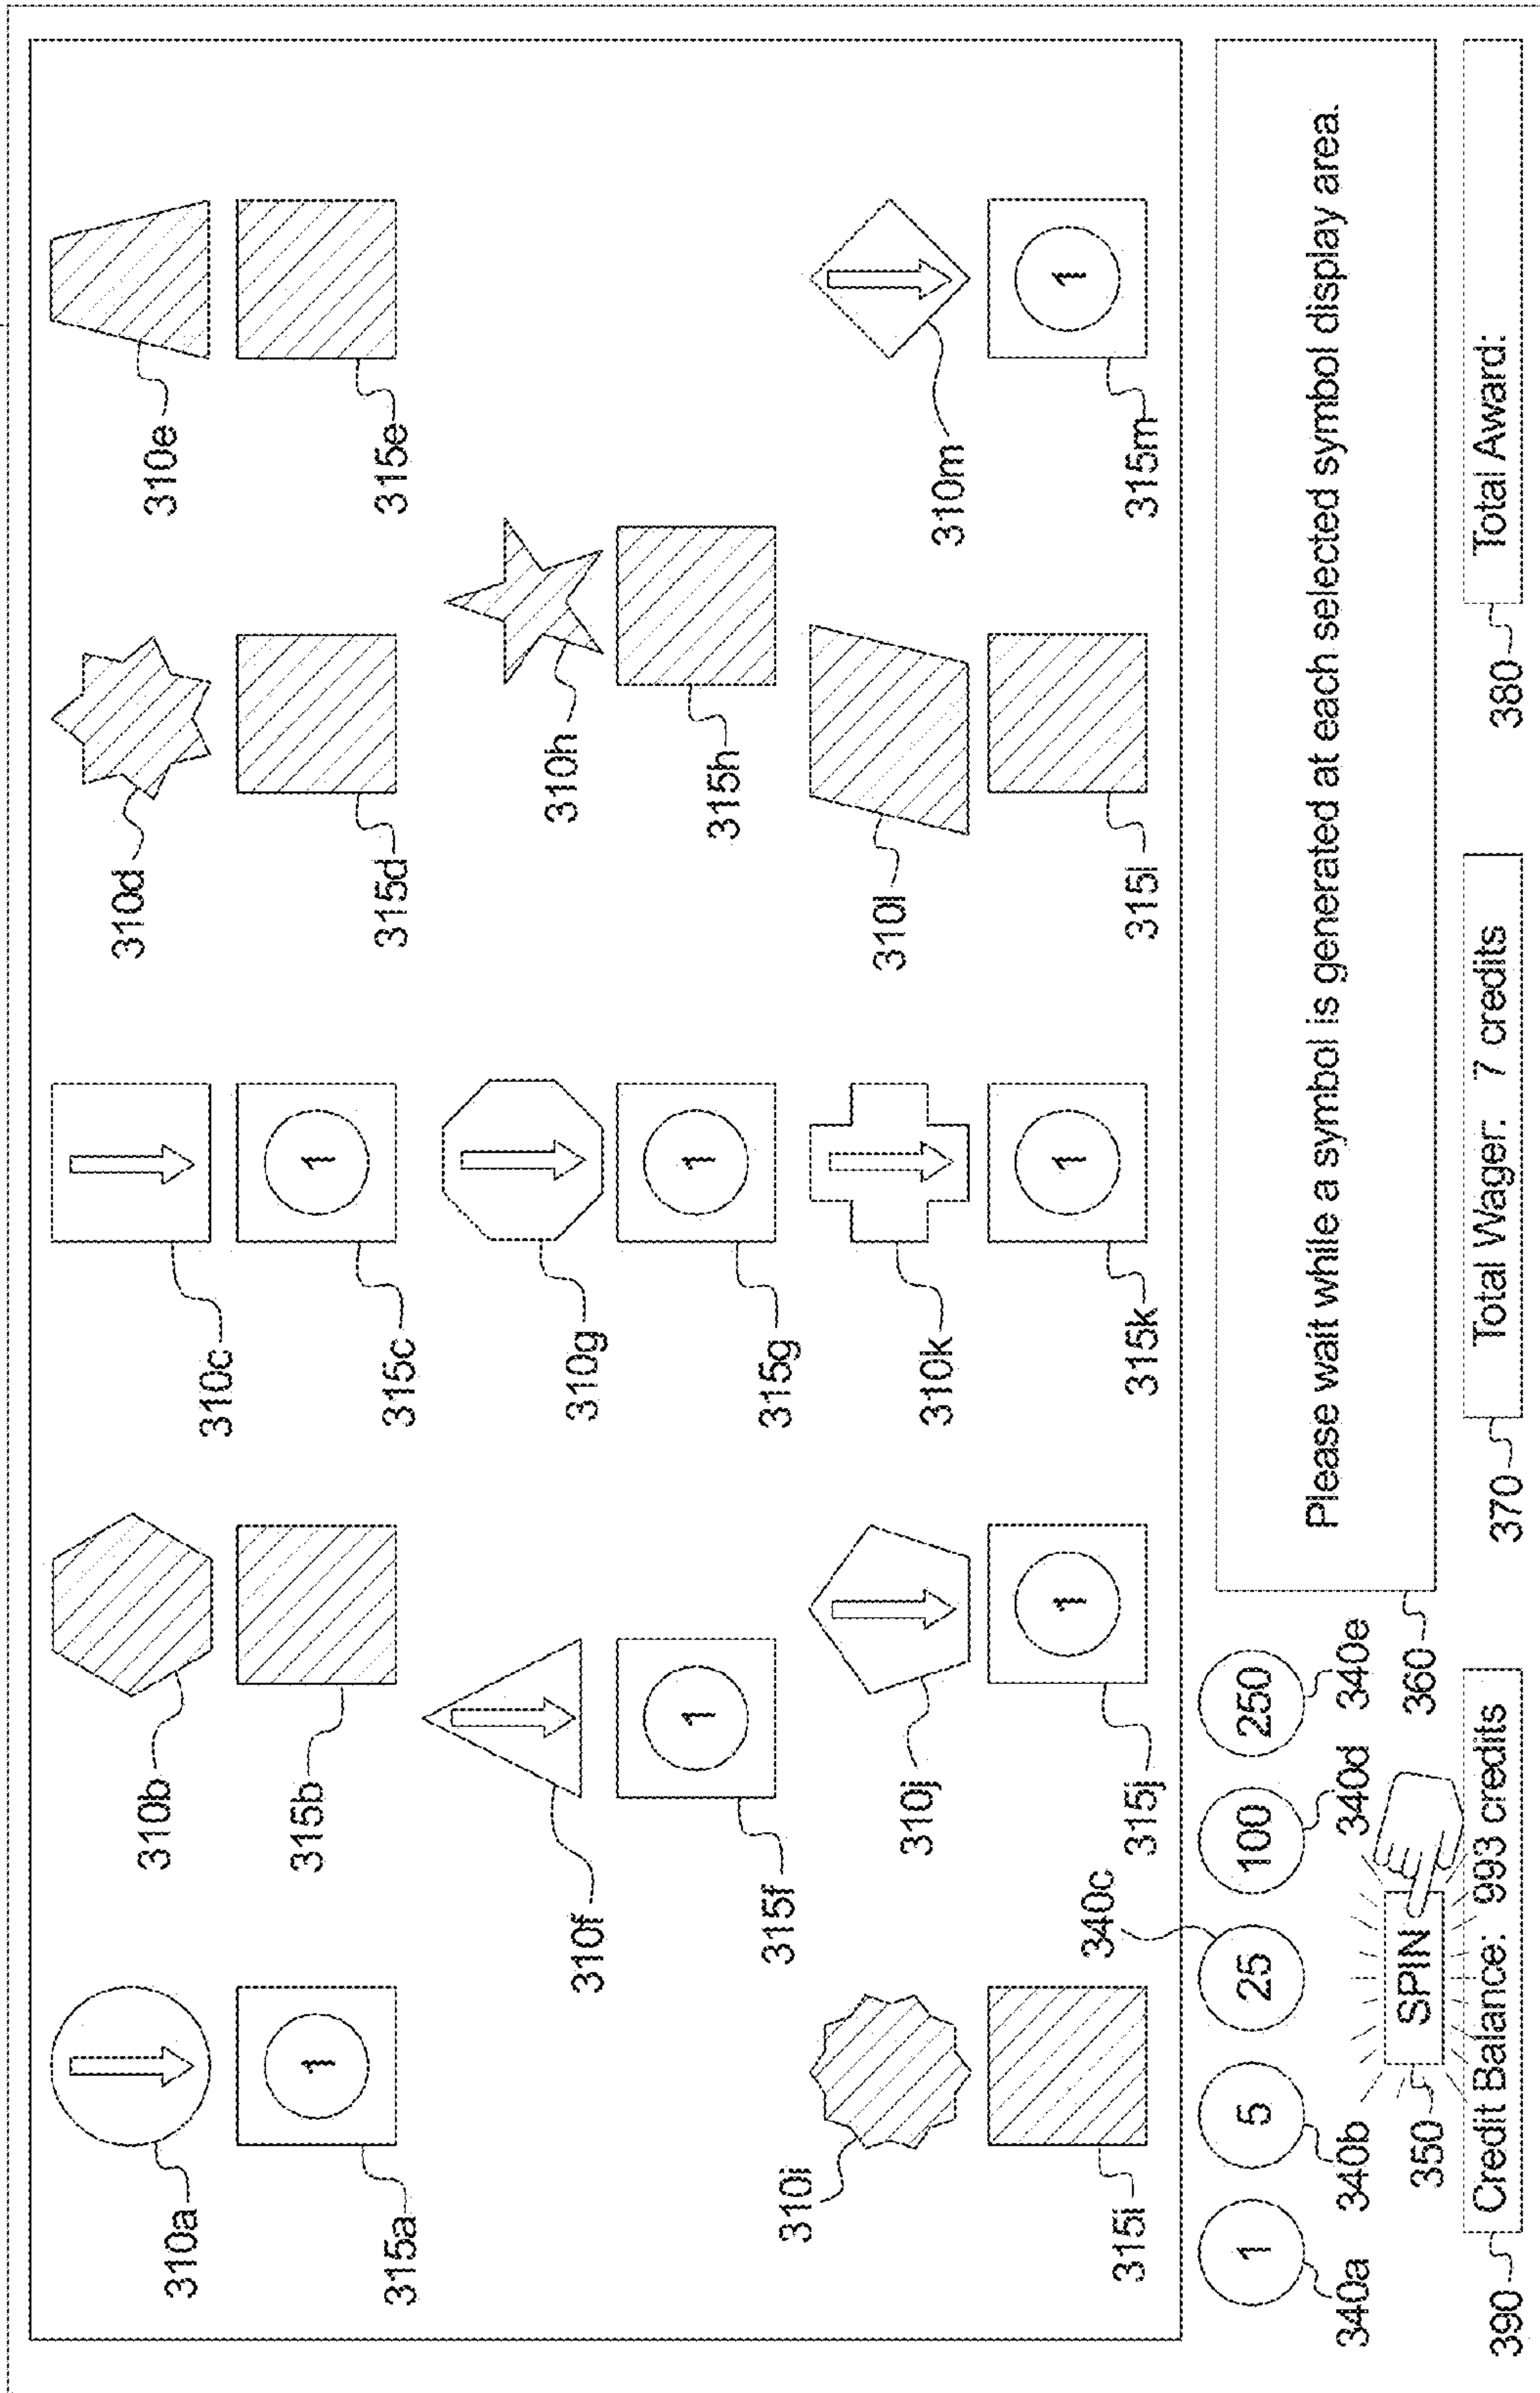 310a
310b
310c
310d
310e
1
1
315a
315b
315c
315d
315e
310f
310g
310h
1
1
315f
315g
315h
310i
310j
310k
310l
310m
1
1
1
315i
315j
315k
315l
315m
1
5
25
100
250
340a
340b
340c
340d
340e
Please wait while a symbol is generated at each selected symbol display area.
360
SPIN
350
Credit Balance: 993 credits
390
Total Wager: 7 credits
370
Total Award:
380